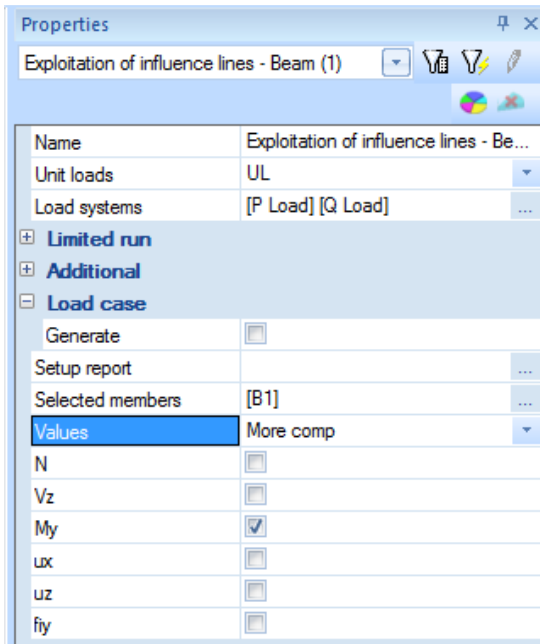 Properties
Exploitation of influence lines - Beam (1)
Name Exploitation of influence lines - Be...
Unit loads UL
Load systems [P Load] [Q Load] ...
Limited run
Additional
Load case
Generate
Setup report ...
Selected members [B1] ...
Values More comp
N
Vz
My
ux
uz
fiy